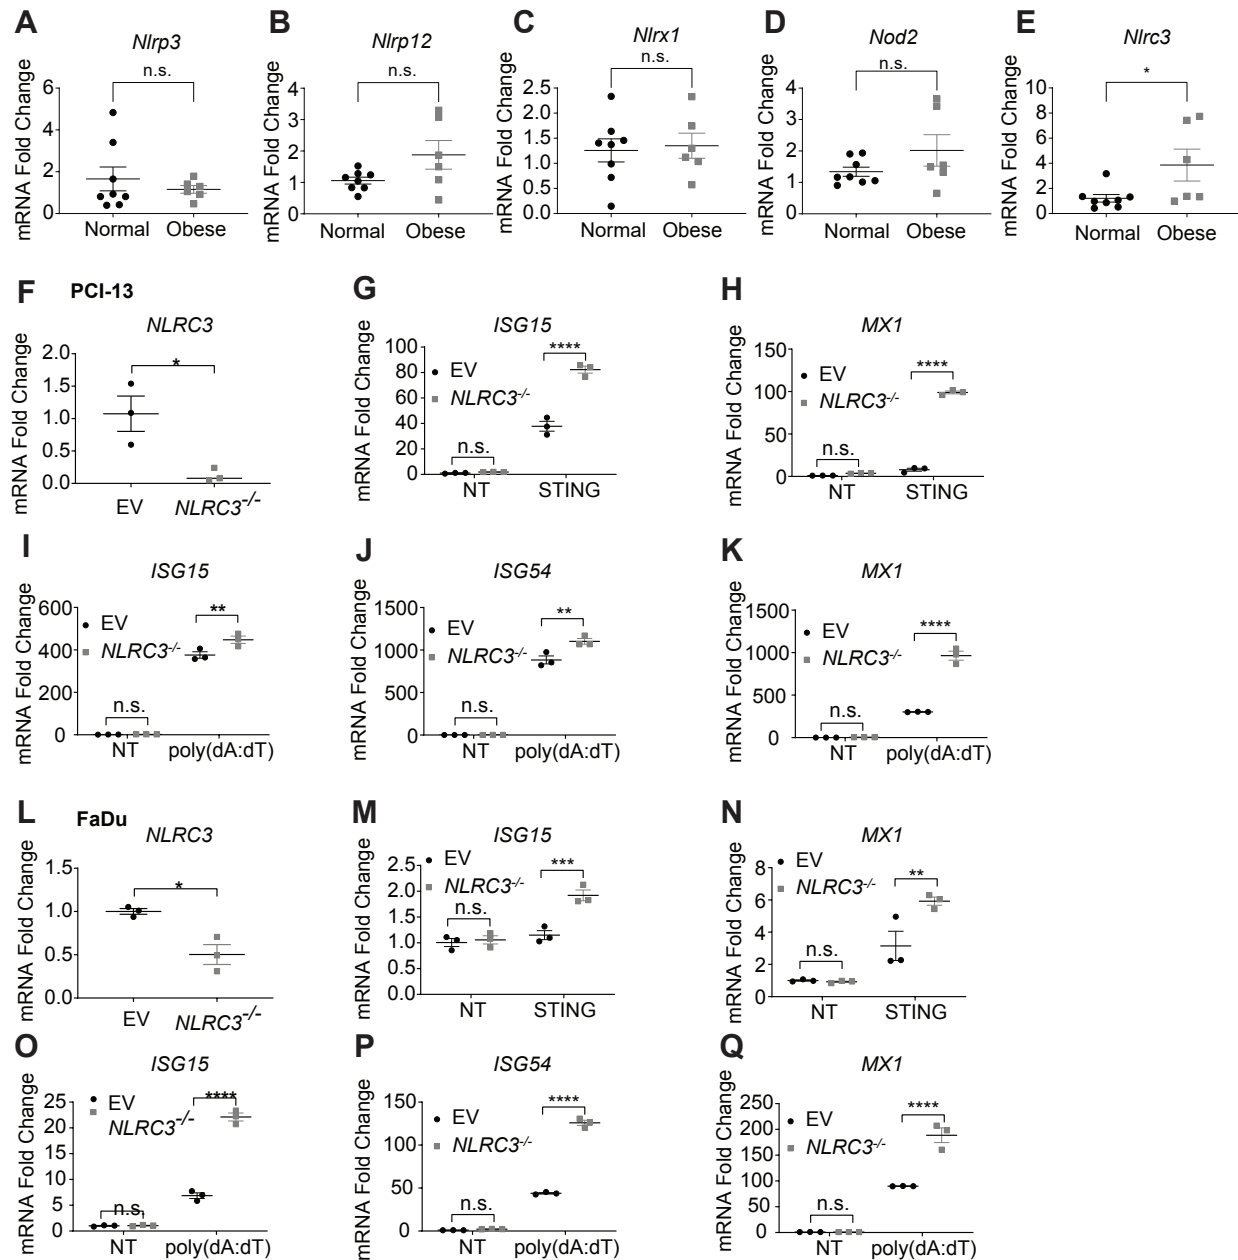 A
Nlrp3
n.s.
mRNA Fold Change
6
4
2
0
Normal Obese
B
Nlrp12
n.s.
mRNA Fold Change
4
3
2
1
0
Normal Obese
C
Nlrx1
n.s.
mRNA Fold Change
2.5
2.0
1.5
1.0
0.5
0.0
Normal Obese
D
Nod2
n.s.
mRNA Fold Change
4
3
2
1
0
Normal Obese
E
Nlrc3
*
mRNA Fold Change
10
8
6
4
2
0
Normal Obese
F
PCI-13
NLRC3
*
mRNA Fold Change
2.0
1.5
1.0
0.5
0.0
EV NLRC3-/-
G
ISG15
****
EV
NLRC3-/-
n.s.
mRNA Fold Change
100
80
60
40
20
0
NT STING
H
MX1
****
EV
NLRC3-/-
n.s.
mRNA Fold Change
150
100
50
0
NT STING
I
ISG15
**
EV
NLRC3-/-
n.s.
mRNA Fold Change
600
400
200
0
NT poly(dA:dT)
J
ISG54
**
EV
NLRC3-/-
n.s.
mRNA Fold Change
1500
1000
500
0
NT poly(dA:dT)
K
MX1
****
EV
NLRC3-/-
n.s.
mRNA Fold Change
1500
1000
500
0
NT poly(dA:dT)
L
FaDu
NLRC3
*
mRNA Fold Change
1.5
1.0
0.5
0.0
EV NLRC3-/-
M
ISG15
***
EV
NLRC3-/-
n.s.
mRNA Fold Change
2.5
2.0
1.5
1.0
0.5
0.0
NT STING
N
MX1
**
EV
NLRC3-/-
n.s.
mRNA Fold Change
8
6
4
2
0
NT STING
O
ISG15
****
EV
NLRC3-/-
n.s.
mRNA Fold Change
25
20
15
10
5
0
NT poly(dA:dT)
P
ISG54
****
EV
NLRC3-/-
n.s.
mRNA Fold Change
150
100
50
0
NT poly(dA:dT)
Q
MX1
****
EV
NLRC3-/-
n.s.
mRNA Fold Change
250
200
150
100
50
0
NT poly(dA:dT)